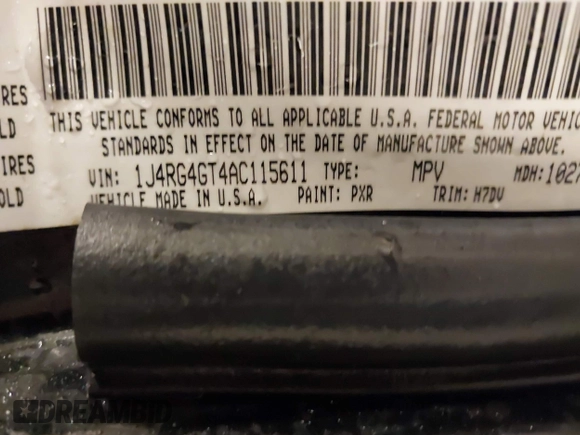 THIS VEHICLE CONFORMS TO ALL APPLICABLE U.S.A. FEDERAL MOTOR VEHIC
STANDARDS IN EFFECT ON THE DATE OF MANUFACTURE SHOWN ABOVE.
VIN: 1J4RG4GT4AC115611 TYPE: MPV MDH: 1027
VEHICLE MADE IN U.S.A. PAINT: PXR TRIM: H7DV
RES
LD
IRES
OLD
DREAMBID